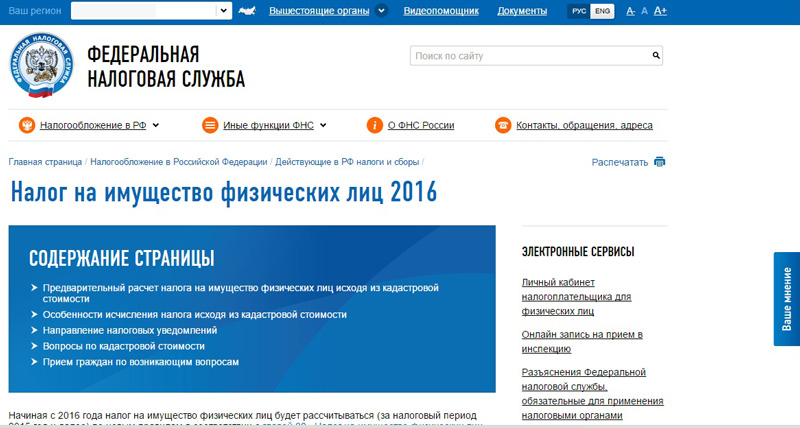 Ваш регион Вышестоящие органы Видеопомощник Документы РУС ENG A- A A+
ФЕДЕРАЛЬНАЯ
НАЛОГОВАЯ СЛУЖБА
Поиск по сайту
ФЕДЕРАЛЬНАЯ НАЛОГОВАЯ СЛУЖБА
Налогообложение в РФ Иные функции ФНС О ФНС России Контакты, обращения, адреса
Главная страница / Налогообложение в Российской Федерации / Действующие в РФ налоги и сборы / Распечатать
Налог на имущество физических лиц 2016
СОДЕРЖАНИЕ СТРАНИЦЫ
Предварительный расчет налога на имущество физических лиц исходя из кадастровой
стоимости
Особенности исчисления налога исходя из кадастровой стоимости
Направление налоговых уведомлений
Вопросы по кадастровой стоимости
Прием граждан по возникающим вопросам
ЭЛЕКТРОННЫЕ СЕРВИСЫ
Личный кабинет
налогоплательщика для
физических лиц
Онлайн запись на прием в
инспекцию
Разъяснения Федеральной
налоговой службы,
обязательные для применения
налоговыми органами
Ваше мнение
Начиная с 2016 года налог на имущество физических лиц будет рассчитываться (за налоговый период